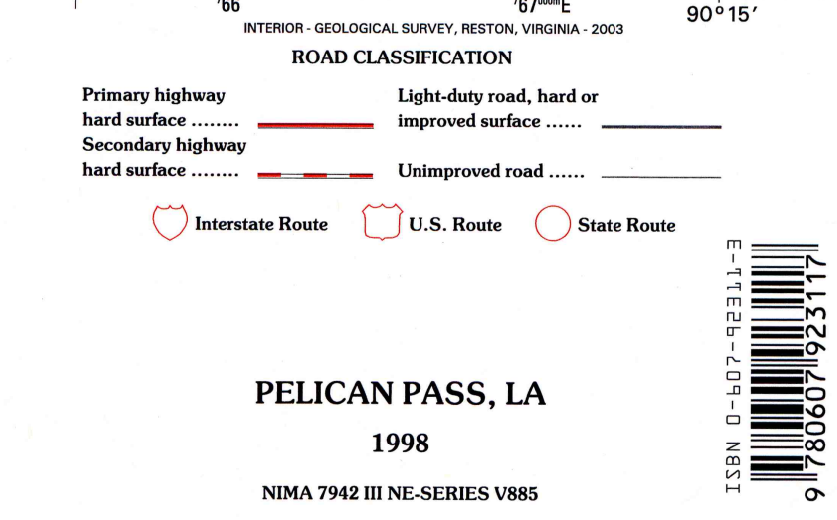 '66 '67000mE 90°15′
INTERIOR - GEOLOGICAL SURVEY, RESTON, VIRGINIA - 2003
ROAD CLASSIFICATION
Primary highway
hard surface ........
Secondary highway
hard surface ........
Light-duty road, hard or
improved surface ......
Unimproved road ......
Interstate Route U.S. Route State Route
PELICAN PASS, LA
1998
NIMA 7942 III NE-SERIES V885
ISBN 0-607-92311-3
9 780607 923117